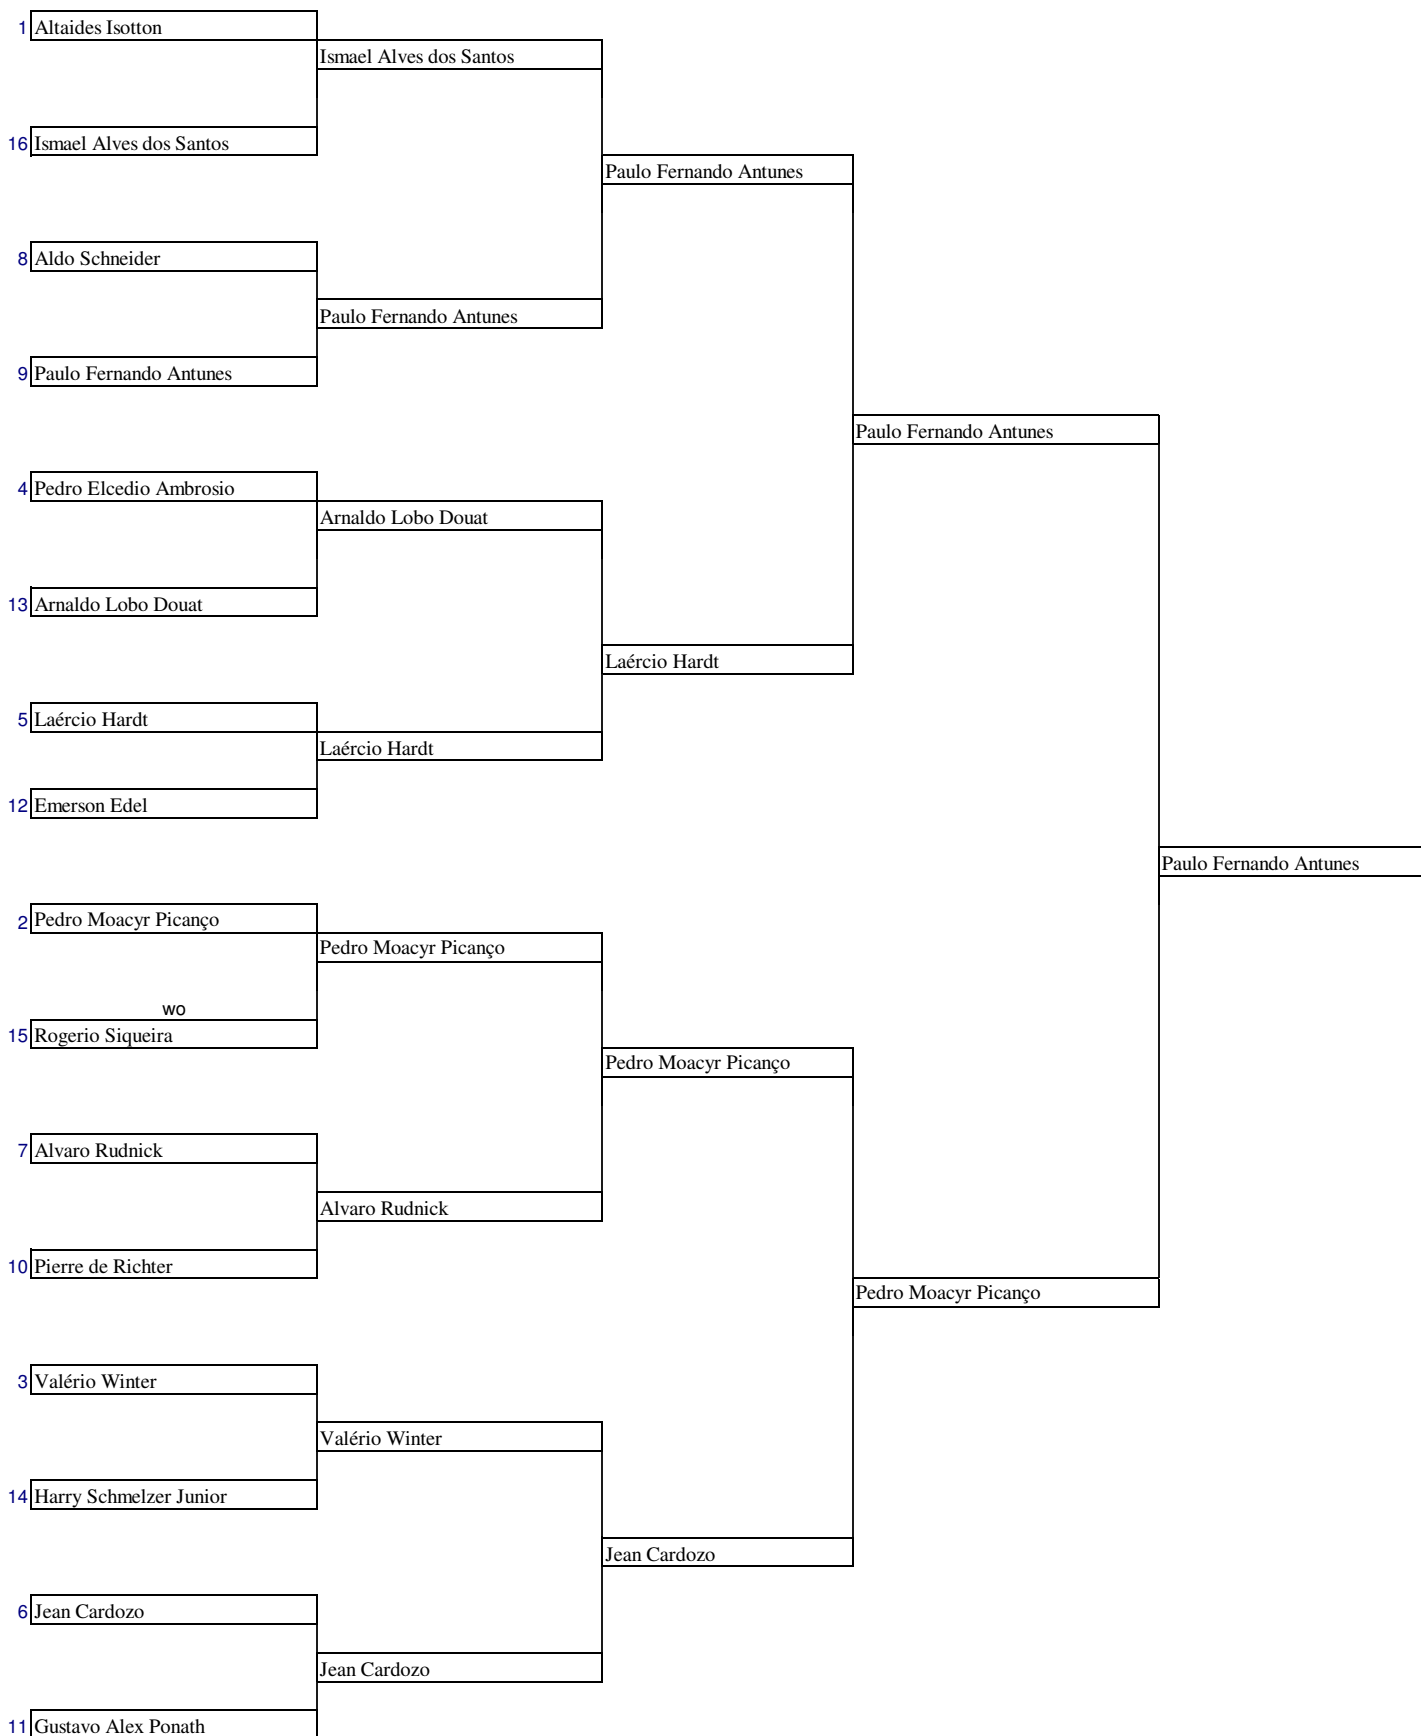 1 Altaides Isotton
Ismael Alves dos Santos
16 Ismael Alves dos Santos
Paulo Fernando Antunes
8 Aldo Schneider
Paulo Fernando Antunes
9 Paulo Fernando Antunes
Paulo Fernando Antunes
4 Pedro Elcedio Ambrosio
Arnaldo Lobo Douat
13 Arnaldo Lobo Douat
Laércio Hardt
5 Laércio Hardt
Laércio Hardt
12 Emerson Edel
Paulo Fernando Antunes
2 Pedro Moacyr Picanço
Pedro Moacyr Picanço
wo
15 Rogerio Siqueira
Pedro Moacyr Picanço
7 Alvaro Rudnick
Alvaro Rudnick
10 Pierre de Richter
Pedro Moacyr Picanço
3 Valério Winter
Valério Winter
14 Harry Schmelzer Junior
Jean Cardozo
6 Jean Cardozo
Jean Cardozo
11 Gustavo Alex Ponath